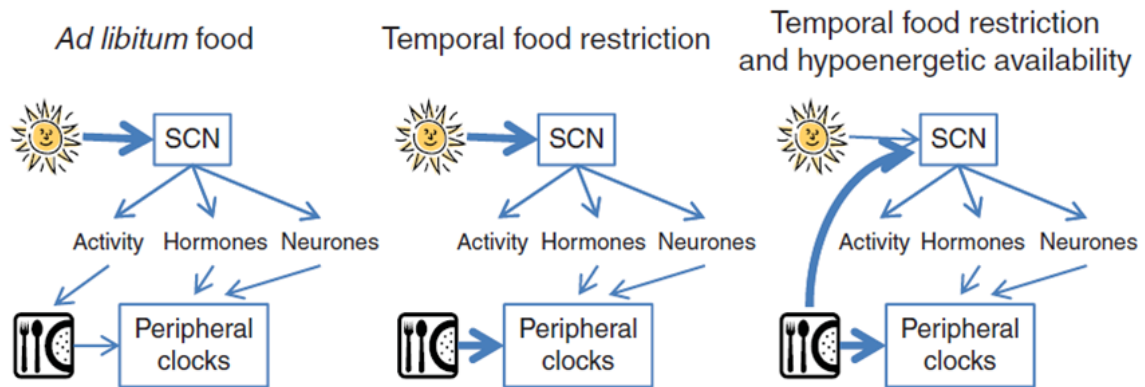 Ad libitum food
SCN
Activity Hormones Neurones
Peripheral
clocks
Temporal food restriction
SCN
Activity Hormones Neurones
Peripheral
clocks
Temporal food restriction
and hypoenergetic availability
SCN
Activity Hormones Neurones
Peripheral
clocks